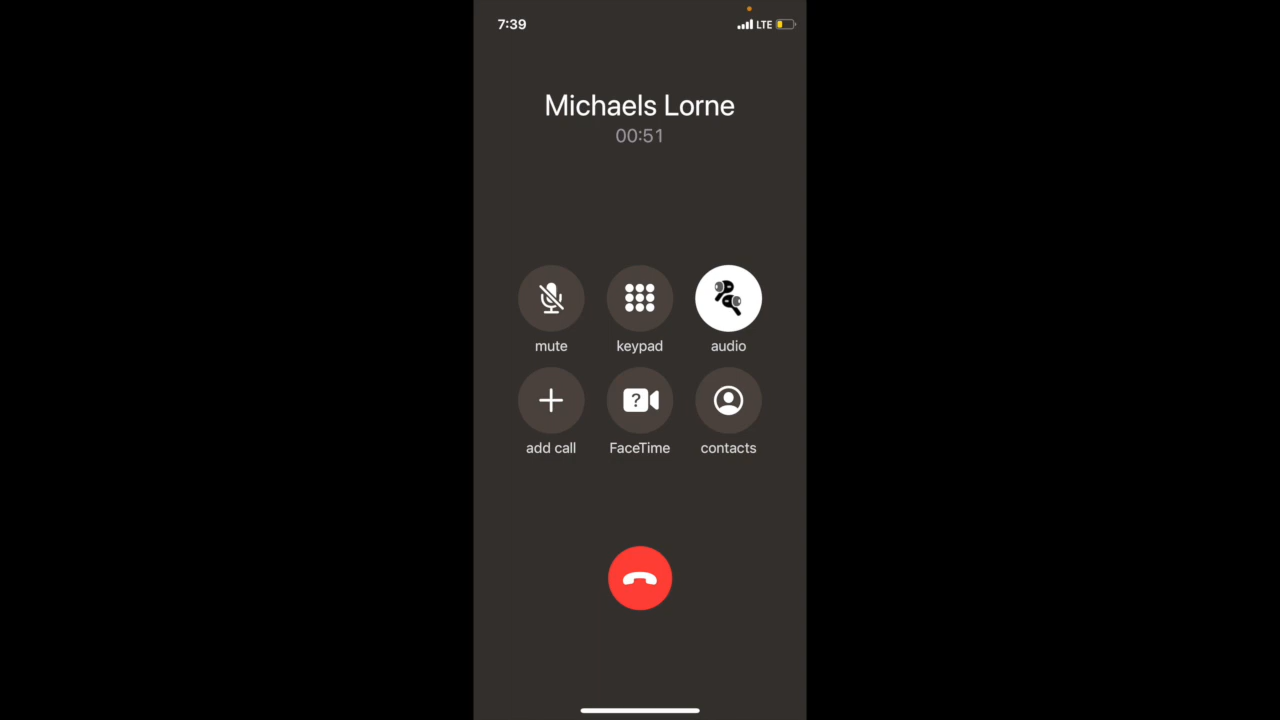 7:39 LTE
Michaels Lorne
00:51
mute keypad audio
?
add call FaceTime contacts